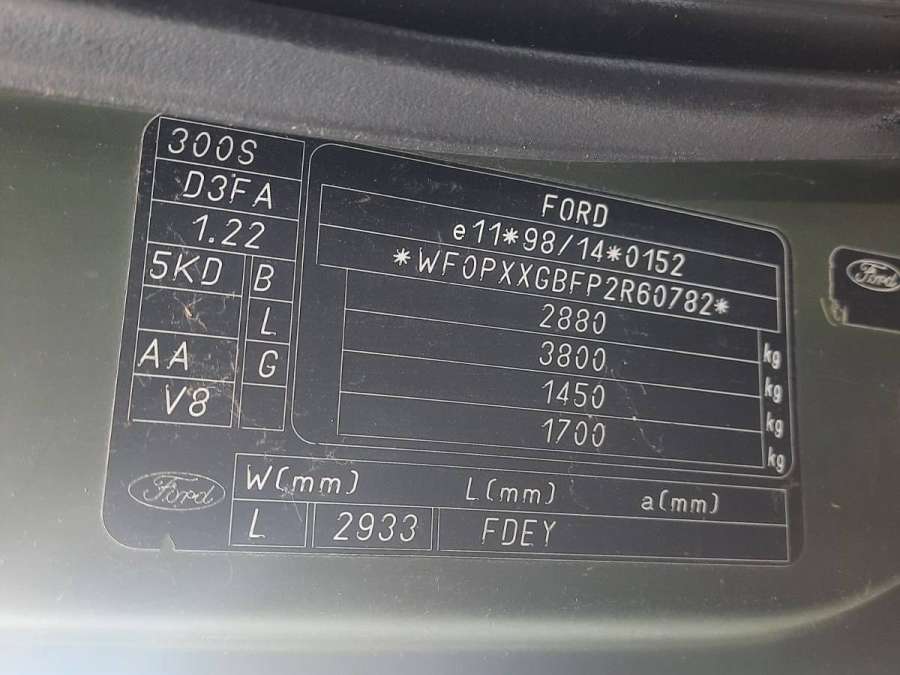 300S
D3FA
1.22
5KD B
L
AA G
V8
FORD
e11*98/14*0152
*WF0PXXGBFP2R60782*
2880 kg
3800 kg
1450 kg
1700 kg
Ford
W(mm) L(mm) a(mm)
L 2933 FDEY
Ford